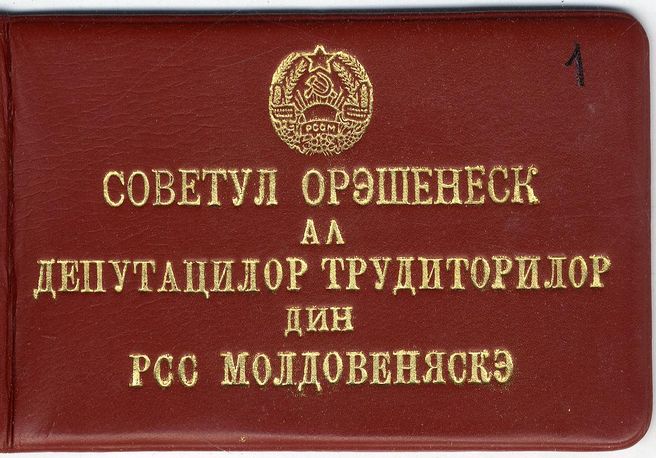 1
РССМ
СОВЕТУЛ ОРЭШЕНЕСК
АЛ
ДЕПУТАЦИЛОР ТРУДИТОРИЛОР
ДИН
РСС МОЛДОВЕНЯСКЭ